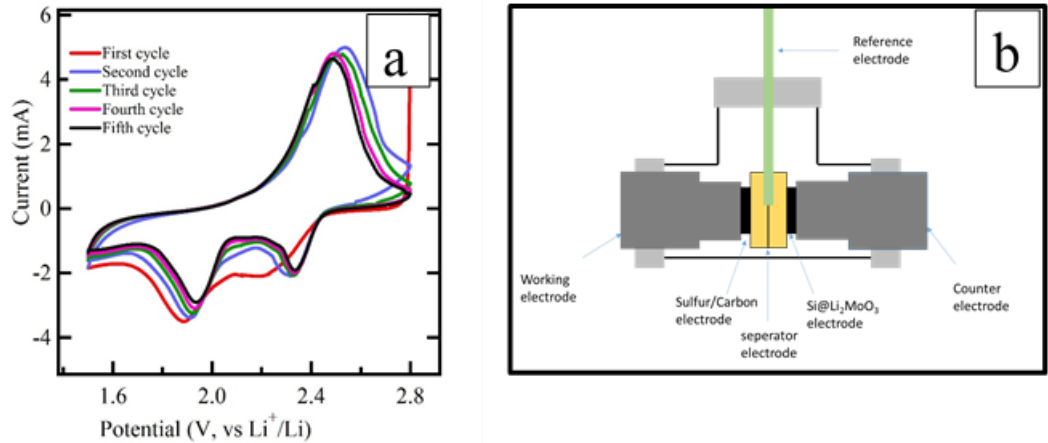 6
4
2
0
-2
-4
Current (mA)
First cycle
Second cycle
Third cycle
Fourth cycle
Fifth cycle
a
1.6
2.0
2.4
2.8
Potential (V, vs Li⁺/Li)
b
Reference
electrode
Working
electrode
Sulfur/Carbon
electrode
seperator
electrode
Si@Li₂MoO₃
electrode
Counter
electrode